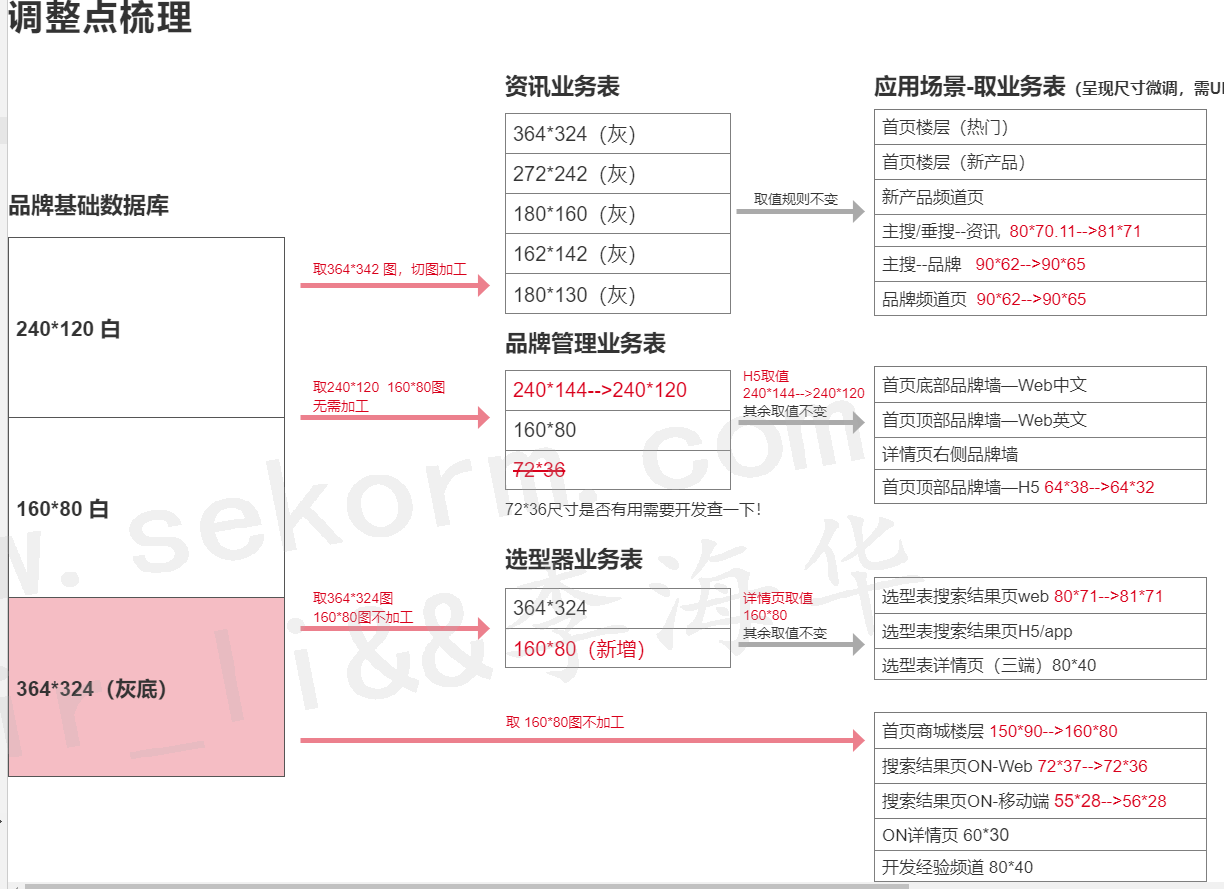 调整点梳理
品牌基础数据库
240*120 白
160*80 白
364*324（灰底）
取364*342 图，切图加工
取240*120  160*80图
无需加工
取364*324图
160*80图不加工
取 160*80图不加工
资讯业务表
364*324（灰）
272*242（灰）
180*160（灰）
162*142（灰）
180*130（灰）
品牌管理业务表
240*144-->240*120
160*80
72*36
72*36尺寸是否有用需要开发查一下！
选型器业务表
364*324
160*80（新增）
取值规则不变
H5取值
240*144-->240*120
其余取值不变
详情页取值
160*80
其余取值不变
应用场景-取业务表（呈现尺寸微调，需UI
首页楼层（热门）
首页楼层（新产品）
新产品频道页
主搜/垂搜--资讯  80*70.11-->81*71
主搜--品牌   90*62-->90*65
品牌频道页  90*62-->90*65
首页底部品牌墙—Web中文
首页顶部品牌墙—Web英文
详情页右侧品牌墙
首页顶部品牌墙—H5 64*38-->64*32
选型表搜索结果页web 80*71-->81*71
选型表搜索结果页H5/app
选型表详情页（三端）80*40
首页商城楼层 150*90-->160*80
搜索结果页ON-Web 72*37-->72*36
搜索结果页ON-移动端 55*28-->56*28
ON详情页 60*30
开发经验频道 80*40
w.sekorm.com
ir_li&&李海华